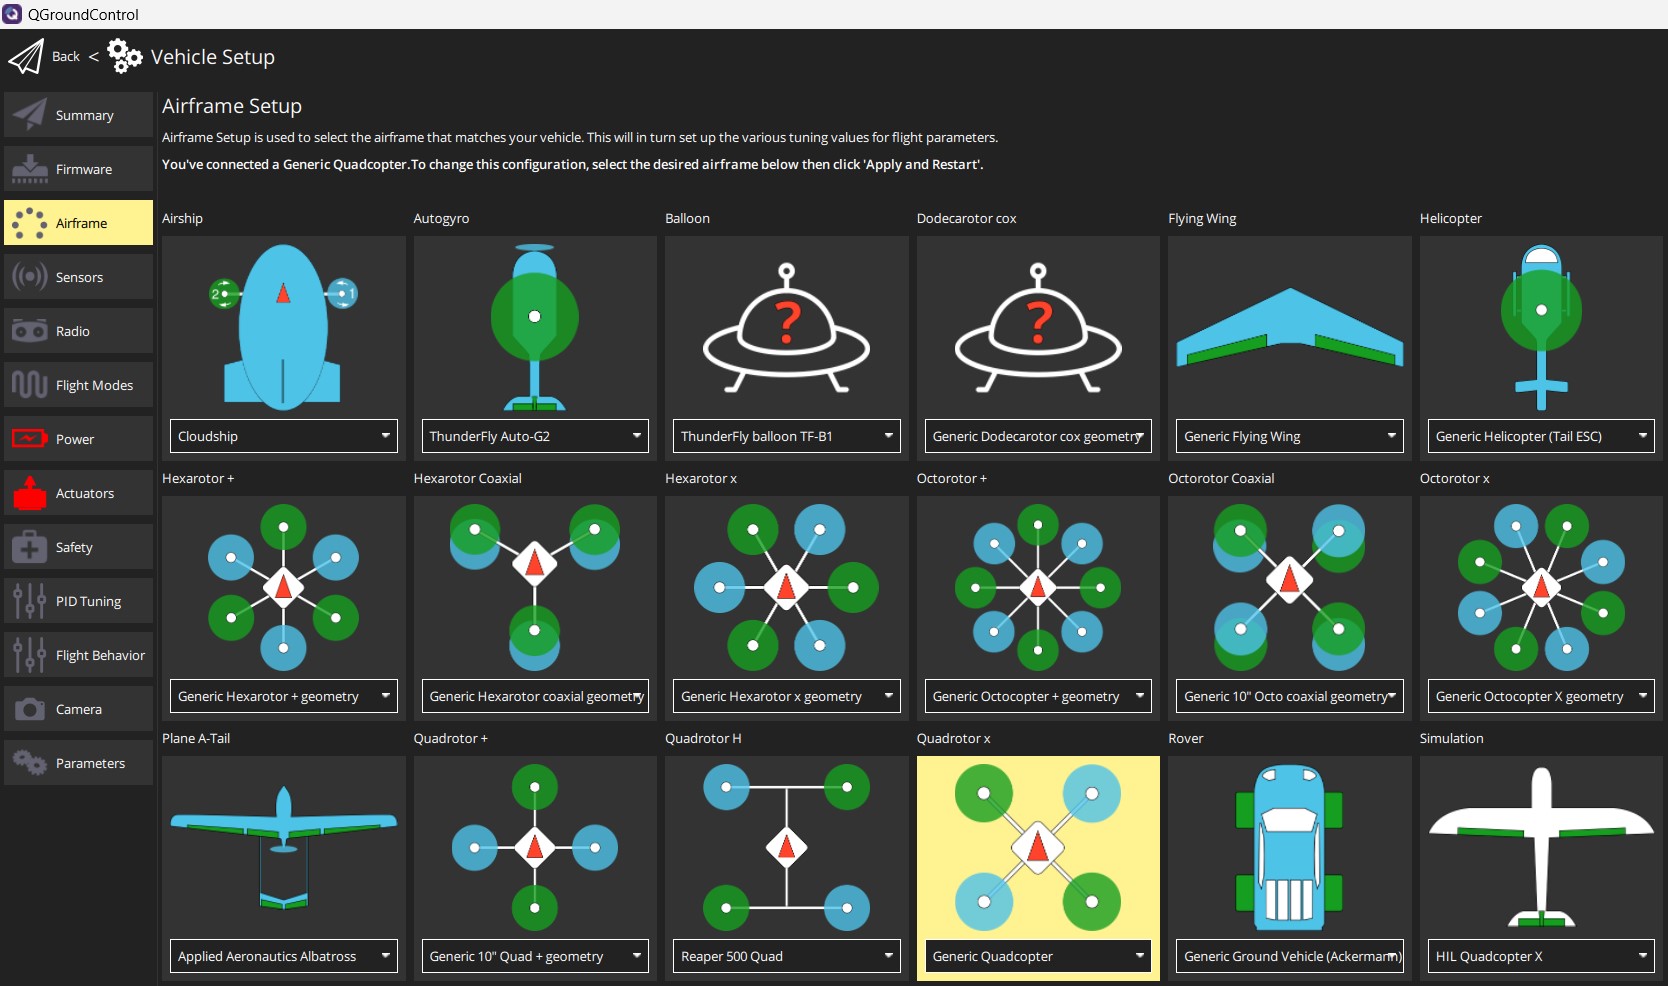 QGroundControl
Back < Vehicle Setup
Summary
Firmware
Airframe
Sensors
Radio
Flight Modes
Power
Actuators
Safety
PID Tuning
Flight Behavior
Camera
Parameters
Airframe Setup
Airframe Setup is used to select the airframe that matches your vehicle. This will in turn set up the various tuning values for flight parameters.
You've connected a Generic Quadcopter.To change this configuration, select the desired airframe below then click 'Apply and Restart'.
Airship
2
1
Cloudship
Autogyro
ThunderFly Auto-G2
Balloon
?
ThunderFly balloon TF-B1
Dodecarotor cox
?
Generic Dodecarotor cox geometry
Flying Wing
Generic Flying Wing
Helicopter
Generic Helicopter (Tail ESC)
Hexarotor +
Generic Hexarotor + geometry
Hexarotor Coaxial
Generic Hexarotor coaxial geometry
Hexarotor x
Generic Hexarotor x geometry
Octorotor +
Generic Octocopter + geometry
Octorotor Coaxial
Generic 10" Octo coaxial geometry
Octorotor x
Generic Octocopter X geometry
Plane A-Tail
Applied Aeronautics Albatross
Quadrotor +
Generic 10" Quad + geometry
Quadrotor H
Reaper 500 Quad
Quadrotor x
Generic Quadcopter
Rover
Generic Ground Vehicle (Ackermann)
Simulation
HIL Quadcopter X